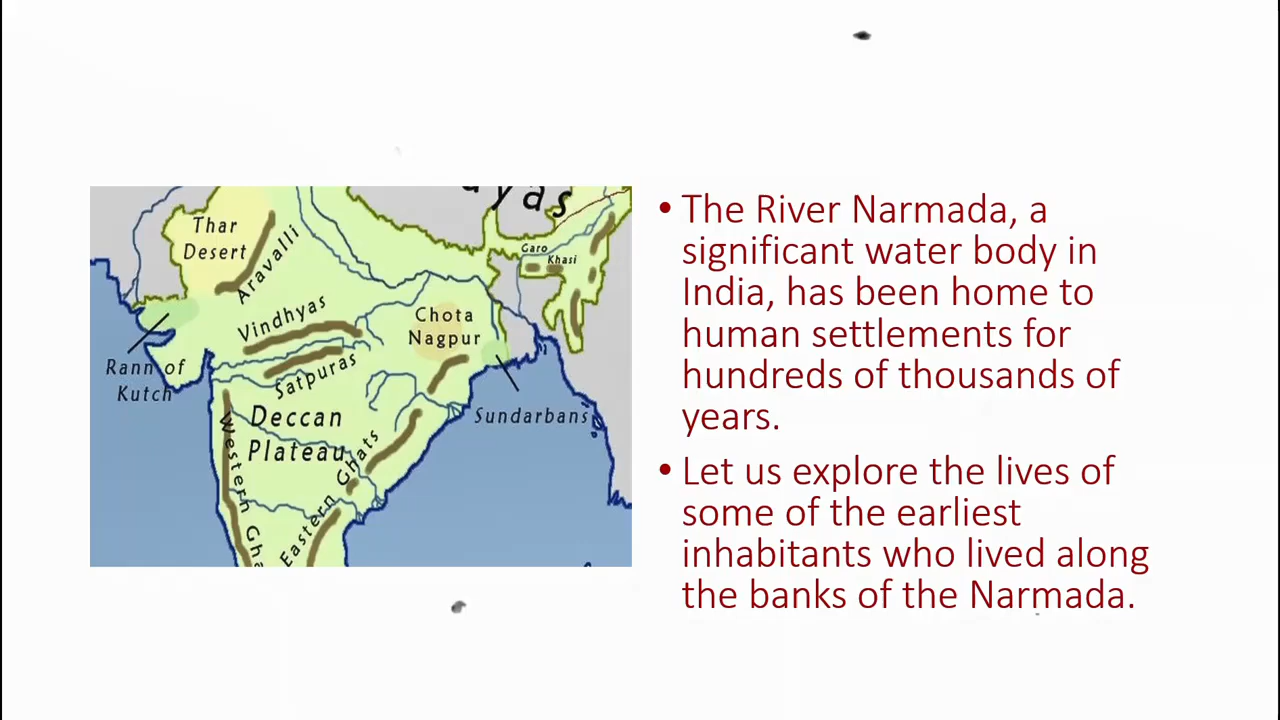 ayas
Thar
Desert
Aravalli
Garo
Khasi
Vindhyas
Chota
Nagpur
Rann of
Kutch
Satpuras
Sundarbans
Deccan
Plateau
Western Gha
Eastern Ghats
• The River Narmada, a
significant water body in
India, has been home to
human settlements for
hundreds of thousands of
years.
• Let us explore the lives of
some of the earliest
inhabitants who lived along
the banks of the Narmada.